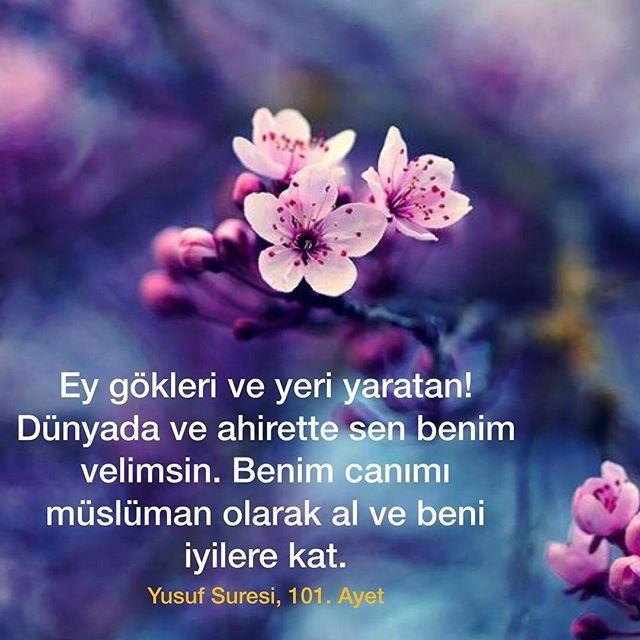 Ey gökleri ve yeri yaratan!
Dünyada ve ahirette sen benim
velimsin. Benim canımı
müslüman olarak al ve beni
iyilere kat.
Yusuf Suresi, 101. Ayet